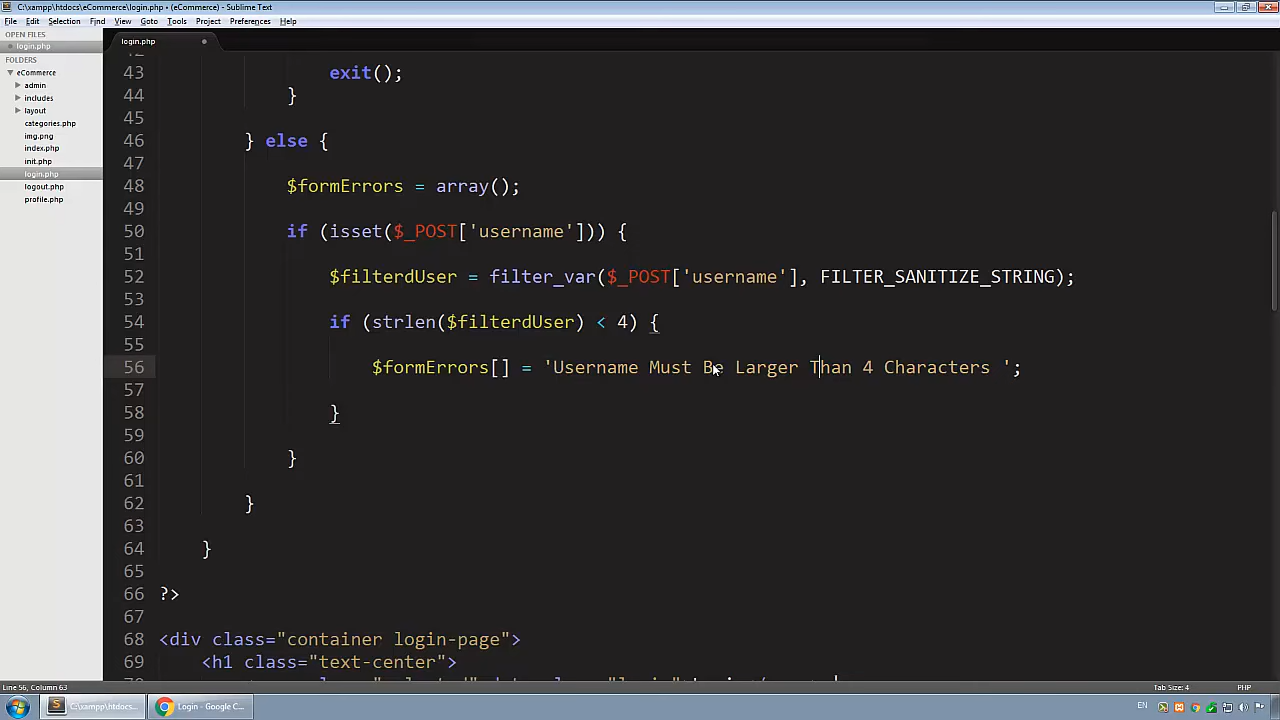 C:\xampp\htdocs\eCommerce\login.php • (eCommerce) - Sublime Text
File Edit Selection Find View Goto Tools Project Preferences Help
OPEN FILES
login.php
FOLDERS
eCommerce
admin
includes
layout
categories.php
img.png
index.php
init.php
login.php
logout.php
profile.php
login.php
43 exit();
44 }
45
46 } else {
47
48 $formErrors = array();
49
50 if (isset($_POST['username'])) {
51
52 $filterdUser = filter_var($_POST['username'], FILTER_SANITIZE_STRING);
53
54 if (strlen($filterdUser) < 4) {
55
56 $formErrors[] = 'Username Must Be Larger Than 4 Characters ';
57
58 }
59
60 }
61
62 }
63
64 }
65
66 ?>
67
68 <div class="container login-page">
69 <h1 class="text-center">
Line 56, Column 63
Tab Size: 4
PHP
C:\xampp\htdocs...
Login - Google C...
EN